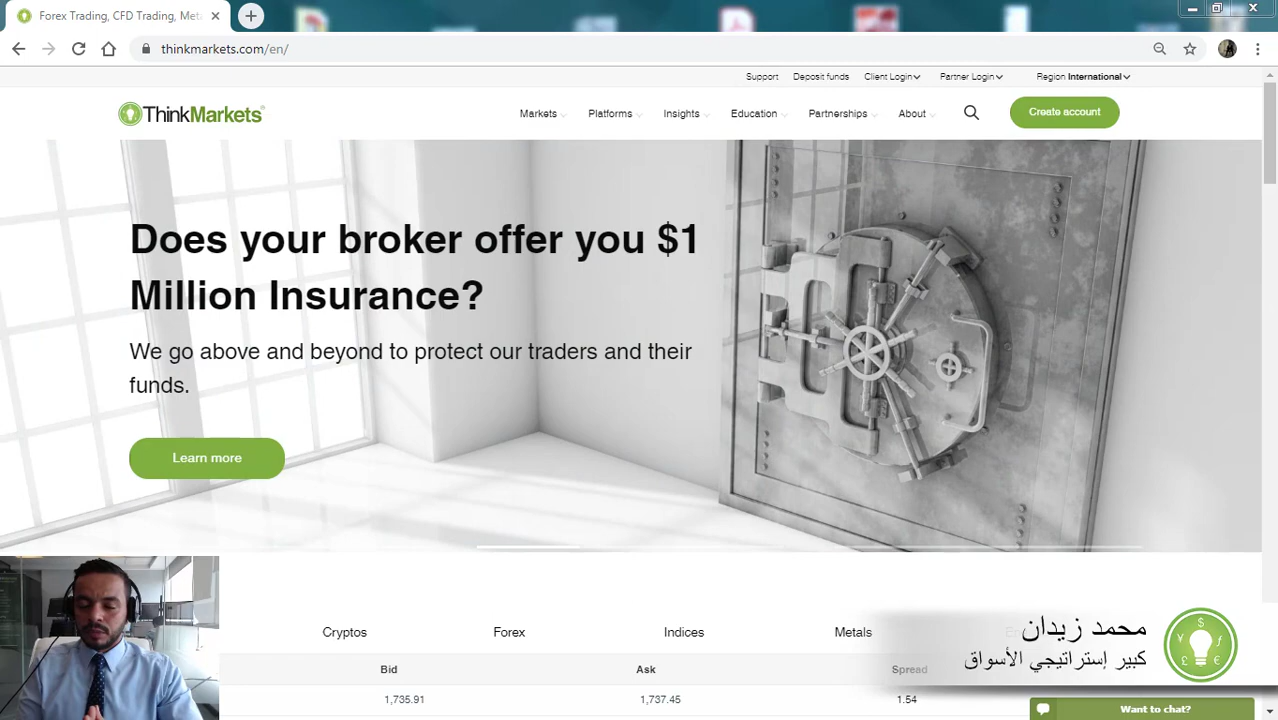 Forex Trading, CFD Trading, Met
thinkmarkets.com/en/
Support Deposit funds Client Login Partner Login Region International
ThinkMarkets
Markets Platforms Insights Education Partnerships About Create account
Does your broker offer you $1
Million Insurance?
We go above and beyond to protect our traders and their
funds.
Learn more
Cryptos Forex Indices Metals
Bid Ask Spread
1,735.91 1,737.45 1.54
محمد زيدان
كبير إستراتيجي الأسواق
Want to chat?